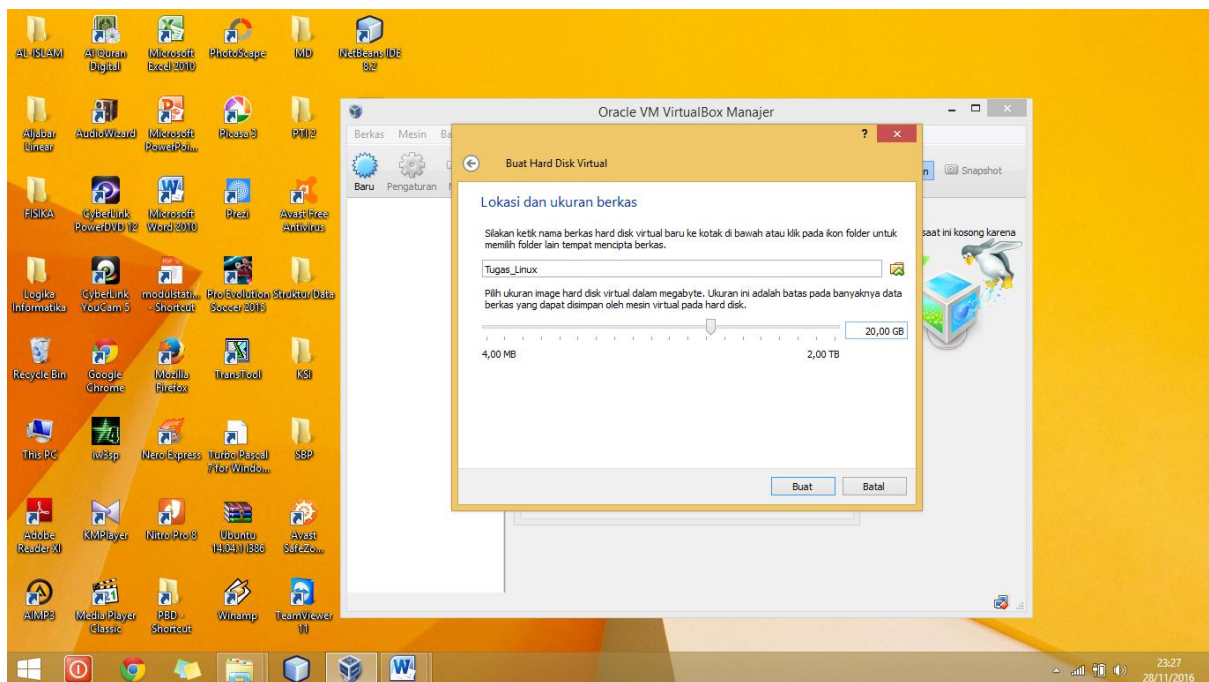 AL-ISLAM
Al Quran Digital
Microsoft Excel 2010
PhotoScape
MD
NetBeans IDE 8.2
Aljabar Linear
AudioWizard
Microsoft PowerPoi...
Picasa 3
PTI 2
FISIKA
CyberLink PowerDVD 12
Microsoft Word 2010
Prezi
Avast Free Antivirus
Logika Informatika
CyberLink YouCam 5
modulstati... - Shortcut
Pro Evolution Soccer 2016
Struktur Data
Recycle Bin
Google Chrome
Mozilla Firefox
TransTool
KSI
This PC
iw3sp
Nero Express
Turbo Pascal 7 for Windo...
SBP
Adobe Reader XI
KMPlayer
Nitro Pro 8
Ubuntu 14.04.1 i386
Avast SafeZo...
AIMP3
Media Player Classic
PBD - Shortcut
Winamp
TeamViewer 11
Oracle VM VirtualBox Manajer
Berkas Mesin Ba
Baru Pengaturan
Snapshot
saat ini kosong karena
Buat Hard Disk Virtual
Lokasi dan ukuran berkas
Silakan ketik nama berkas hard disk virtual baru ke kotak di bawah atau klik pada ikon folder untuk
memilih folder lain tempat mencipta berkas.
Tugas_Linux
Pilih ukuran image hard disk virtual dalam megabyte. Ukuran ini adalah batas pada banyaknya data
berkas yang dapat disimpan oleh mesin virtual pada hard disk.
20,00 GB
4,00 MB 2,00 TB
Buat Batal
23:27
28/11/2016